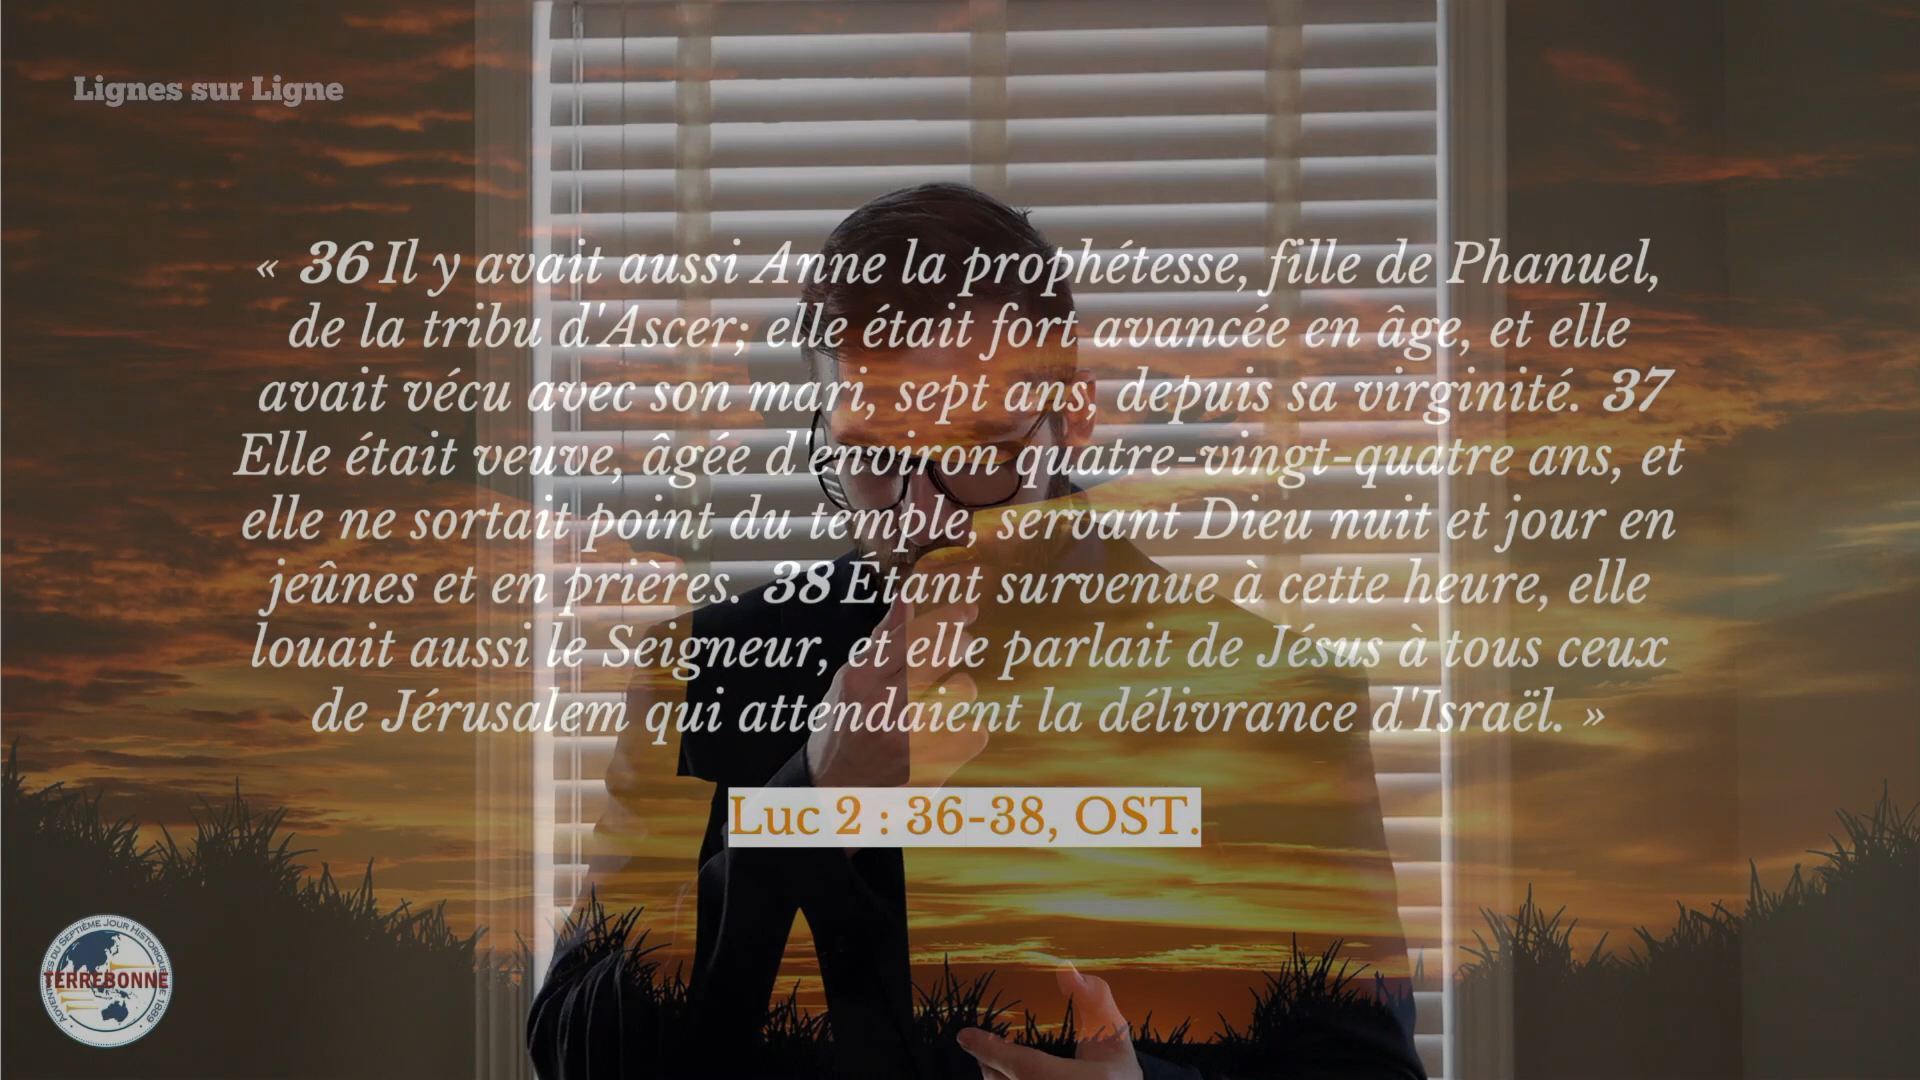 Lignes sur Ligne
« 36 Il y avait aussi Anne la prophétesse, fille de Phanuel,
de la tribu d'Ascer; elle était fort avancée en âge, et elle
avait vécu avec son mari, sept ans, depuis sa virginité. 37
Elle était veuve, âgée d'environ quatre-vingt-quatre ans, et
elle ne sortait point du temple, servant Dieu nuit et jour en
jeûnes et en prières. 38 Étant survenue à cette heure, elle
louait aussi le Seigneur, et elle parlait de Jésus à tous ceux
de Jérusalem qui attendaient la délivrance d'Israël. »
Luc 2 : 36-38, OST.
DU SEPTIÈME JOUR
TERREBONNE
1889